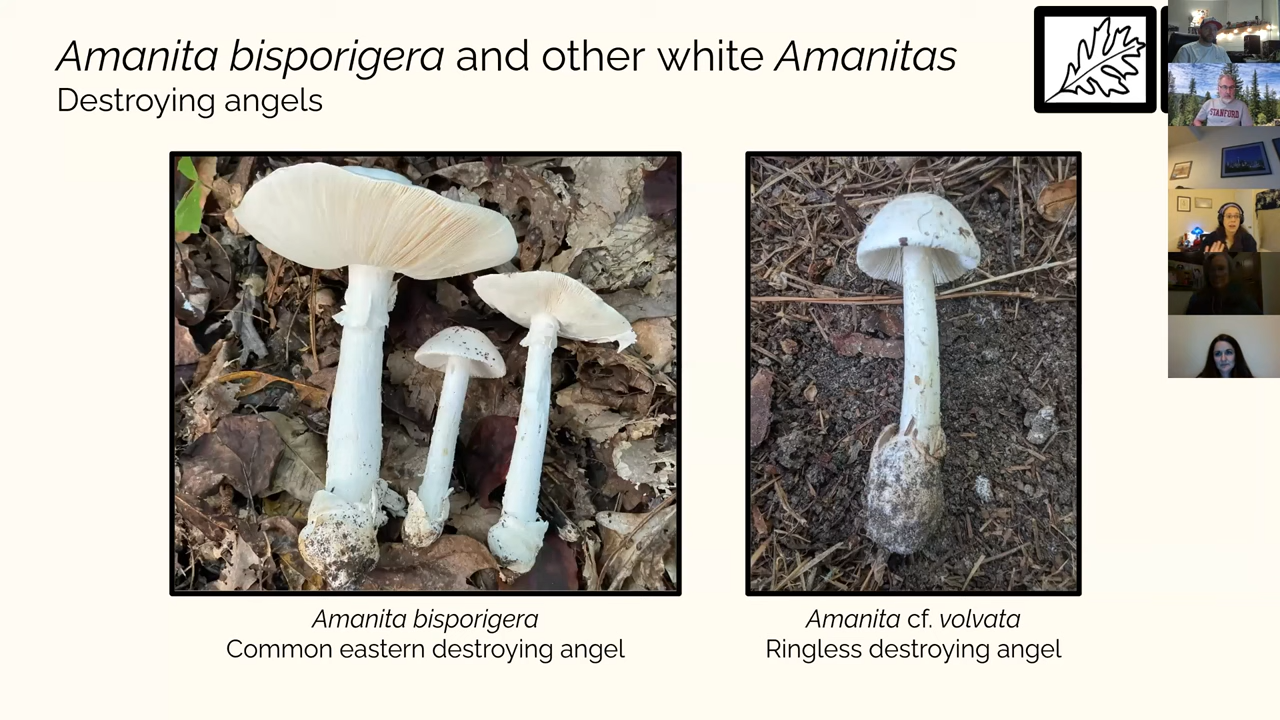 Amanita bisporigera and other white Amanitas
Destroying angels
STANFORD
Amanita bisporigera
Common eastern destroying angel
Amanita cf. volvata
Ringless destroying angel